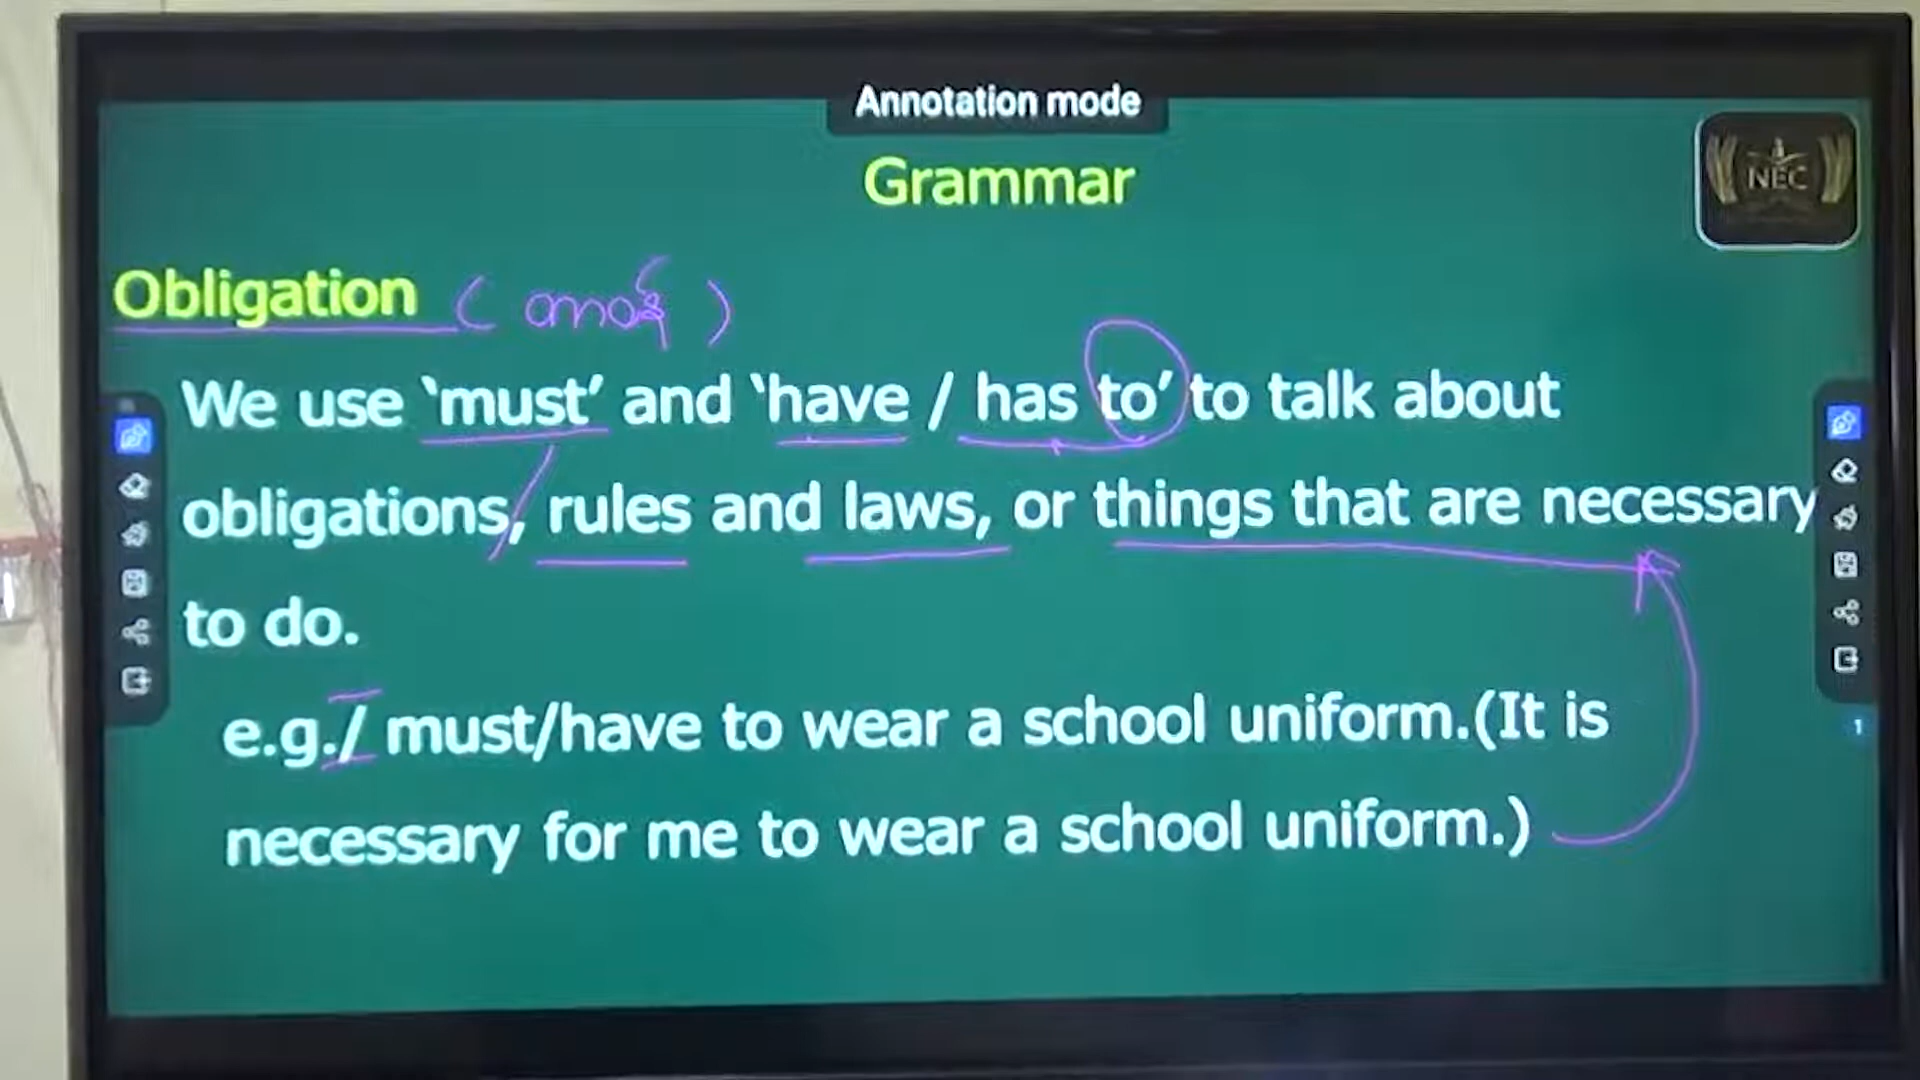 Annotation mode
NEC
Grammar
Obligation ( တာဝန် )
We use ‘must’ and ‘have / has to’ to talk about
obligations, rules and laws, or things that are necessary
to do.
e.g./ must/have to wear a school uniform.(It is
necessary for me to wear a school uniform.)
1